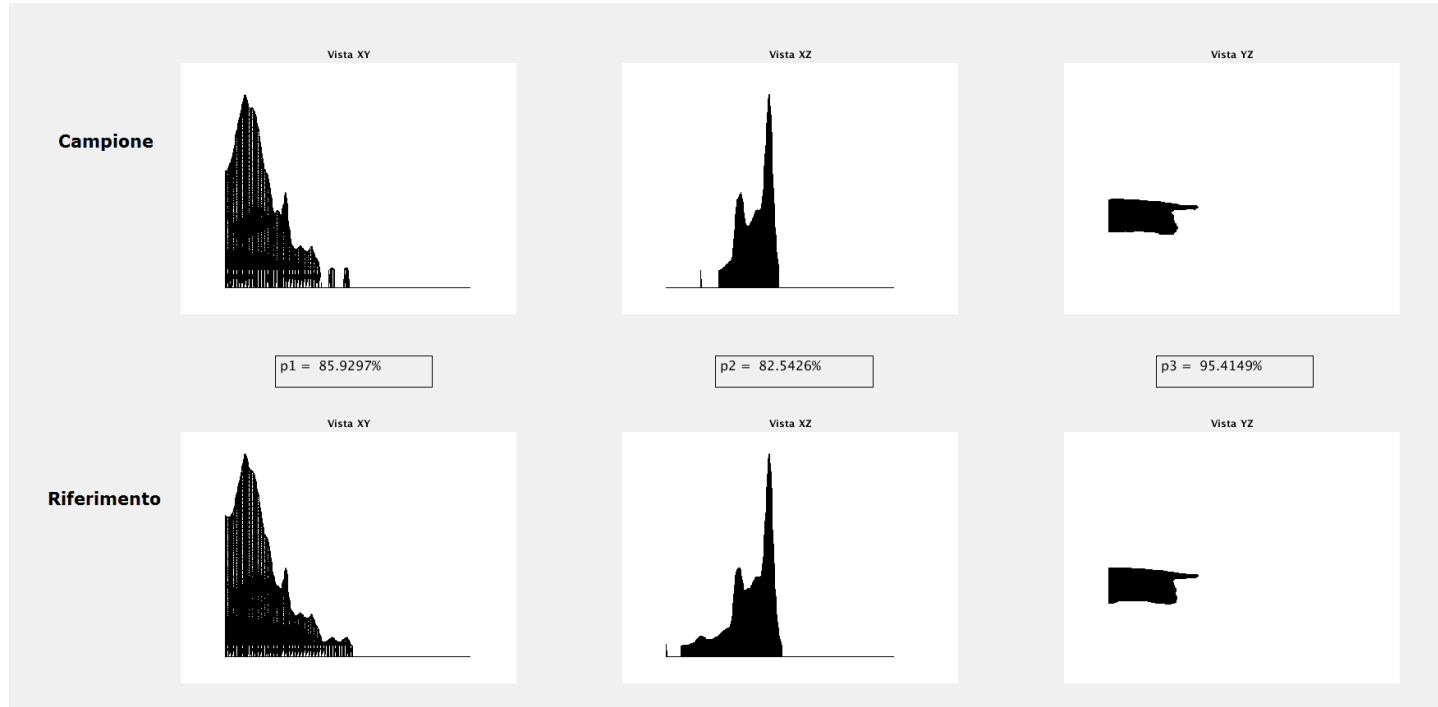 Vista XY
Vista XZ
Vista YZ
Campione
p1 = 85.9297%
p2 = 82.5426%
p3 = 95.4149%
Vista XY
Vista XZ
Vista YZ
Riferimento